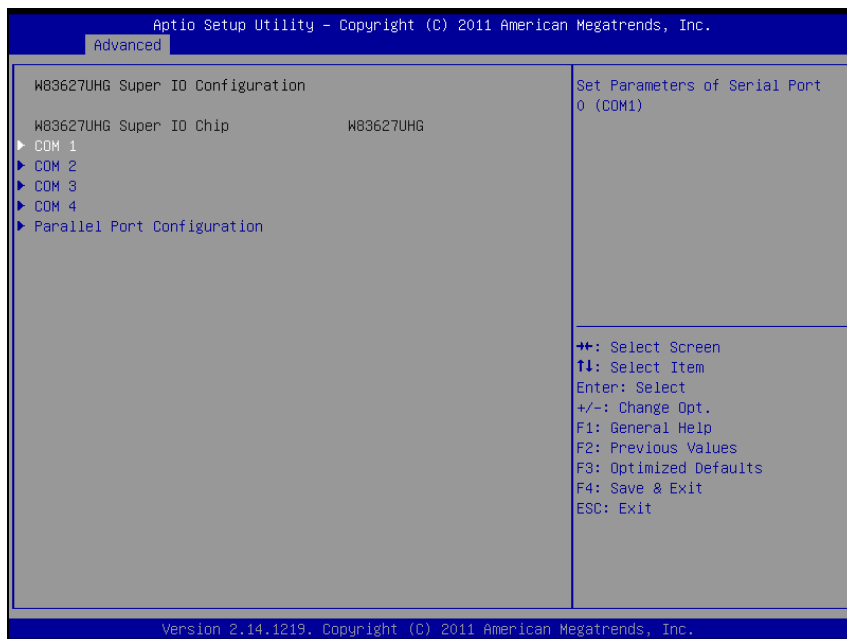 Aptio Setup Utility – Copyright (C) 2011 American Megatrends, Inc.
Advanced
W83627UHG Super IO Configuration
W83627UHG Super IO Chip W83627UHG
COM 1
COM 2
COM 3
COM 4
Parallel Port Configuration
Set Parameters of Serial Port
0 (COM1)
→←: Select Screen
↑↓: Select Item
Enter: Select
+/-: Change Opt.
F1: General Help
F2: Previous Values
F3: Optimized Defaults
F4: Save & Exit
ESC: Exit
Version 2.14.1219. Copyright (C) 2011 American Megatrends, Inc.